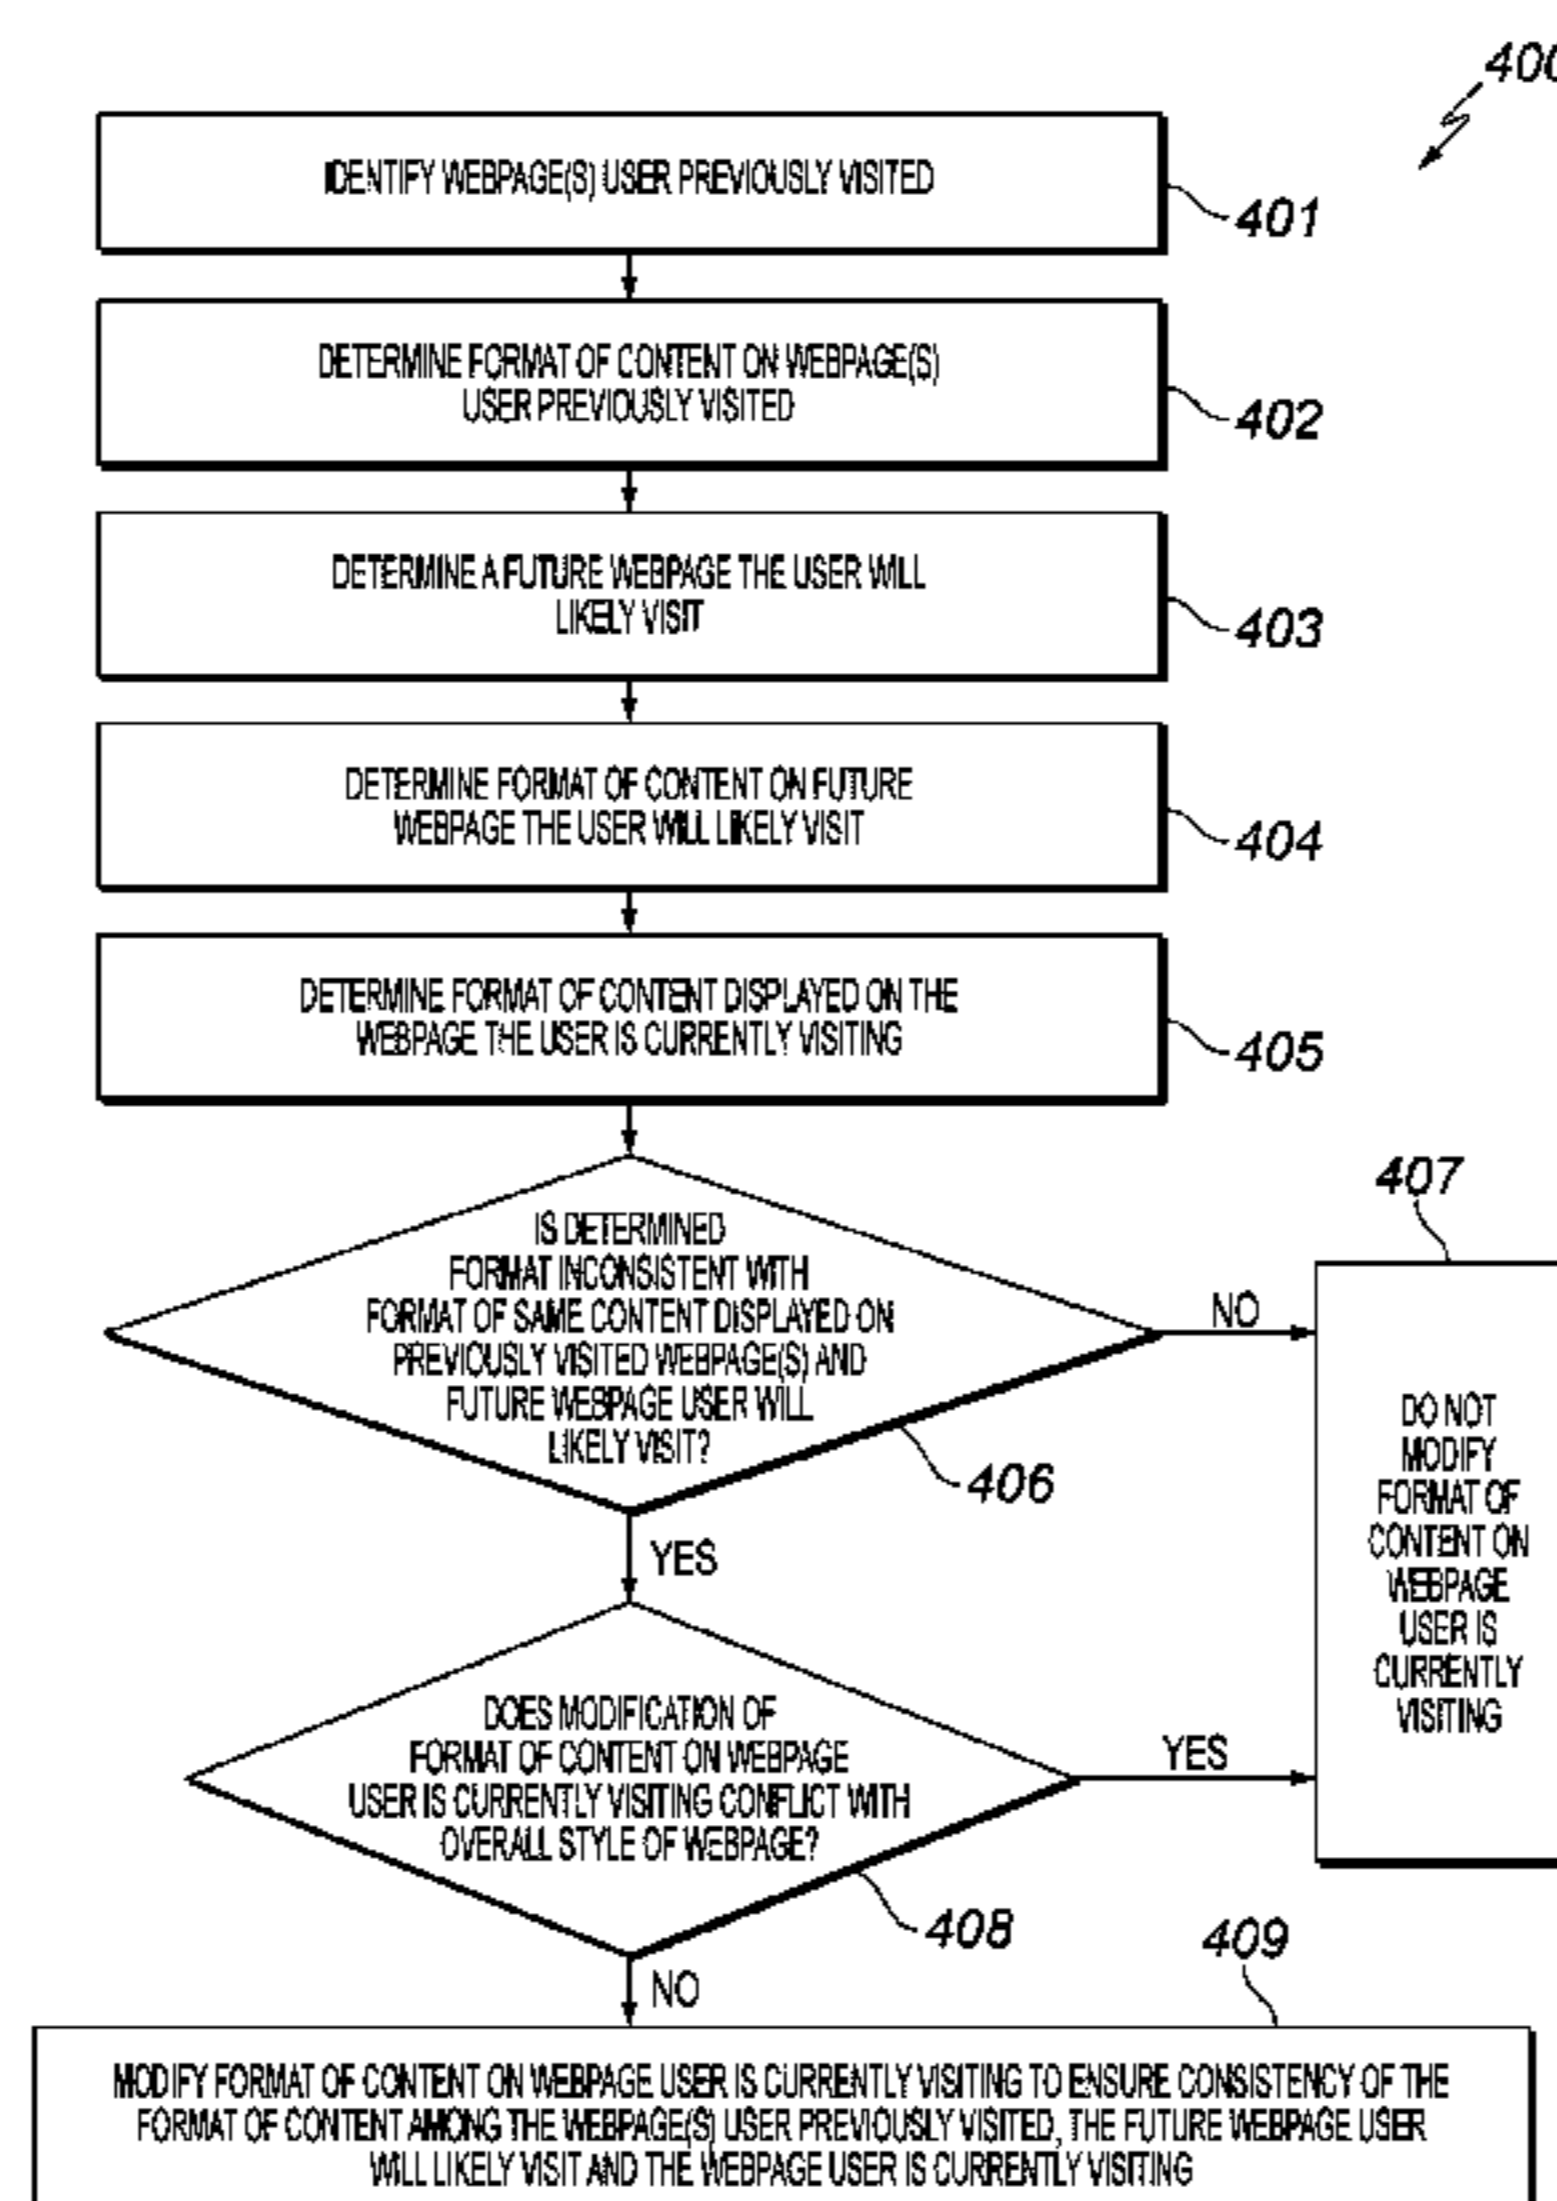 400
IDENTIFY WEBPAGE(S) USER PREVIOUSLY VISITED
401
DETERMINE FORMAT OF CONTENT ON WEBPAGE(S)
USER PREVIOUSLY VISITED
402
DETERMINE A FUTURE WEBPAGE THE USER WILL
LIKELY VISIT
403
DETERMINE FORMAT OF CONTENT ON FUTURE
WEBPAGE THE USER WILL LIKELY VISIT
404
DETERMINE FORMAT OF CONTENT DISPLAYED ON THE
WEBPAGE THE USER IS CURRENTLY VISITING
405
IS DETERMINED
FORMAT INCONSISTENT WITH
FORMAT OF SAME CONTENT DISPLAYED ON
PREVIOUSLY VISITED WEBPAGE(S) AND
FUTURE WEBPAGE USER WILL
LIKELY VISIT?
406
NO
407
DO NOT
MODIFY
FORMAT OF
CONTENT ON
WEBPAGE
USER IS
CURRENTLY
VISITING
YES
DOES MODIFICATION OF
FORMAT OF CONTENT ON WEBPAGE
USER IS CURRENTLY VISITING CONFLICT WITH
OVERALL STYLE OF WEBPAGE?
408
YES
NO
409
MODIFY FORMAT OF CONTENT ON WEBPAGE USER IS CURRENTLY VISITING TO ENSURE CONSISTENCY OF THE
FORMAT OF CONTENT AMONG THE WEBPAGE(S) USER PREVIOUSLY VISITED, THE FUTURE WEBPAGE USER
WILL LIKELY VISIT AND THE WEBPAGE USER IS CURRENTLY VISITING